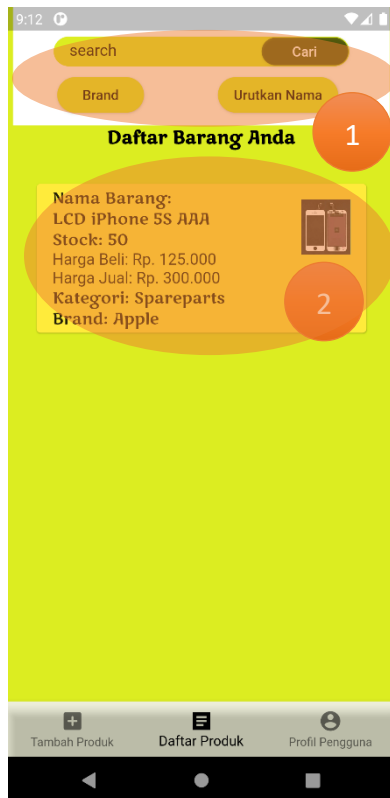 9:12
search
Cari
Brand
Urutkan Nama
1
Daftar Barang Anda
Nama Barang:
LCD iPhone 5S AAA
Stock: 50
Harga Beli: Rp. 125.000
Harga Jual: Rp. 300.000
Kategori: Spareparts
Brand: Apple
2
Tambah Produk
Daftar Produk
Profil Pengguna